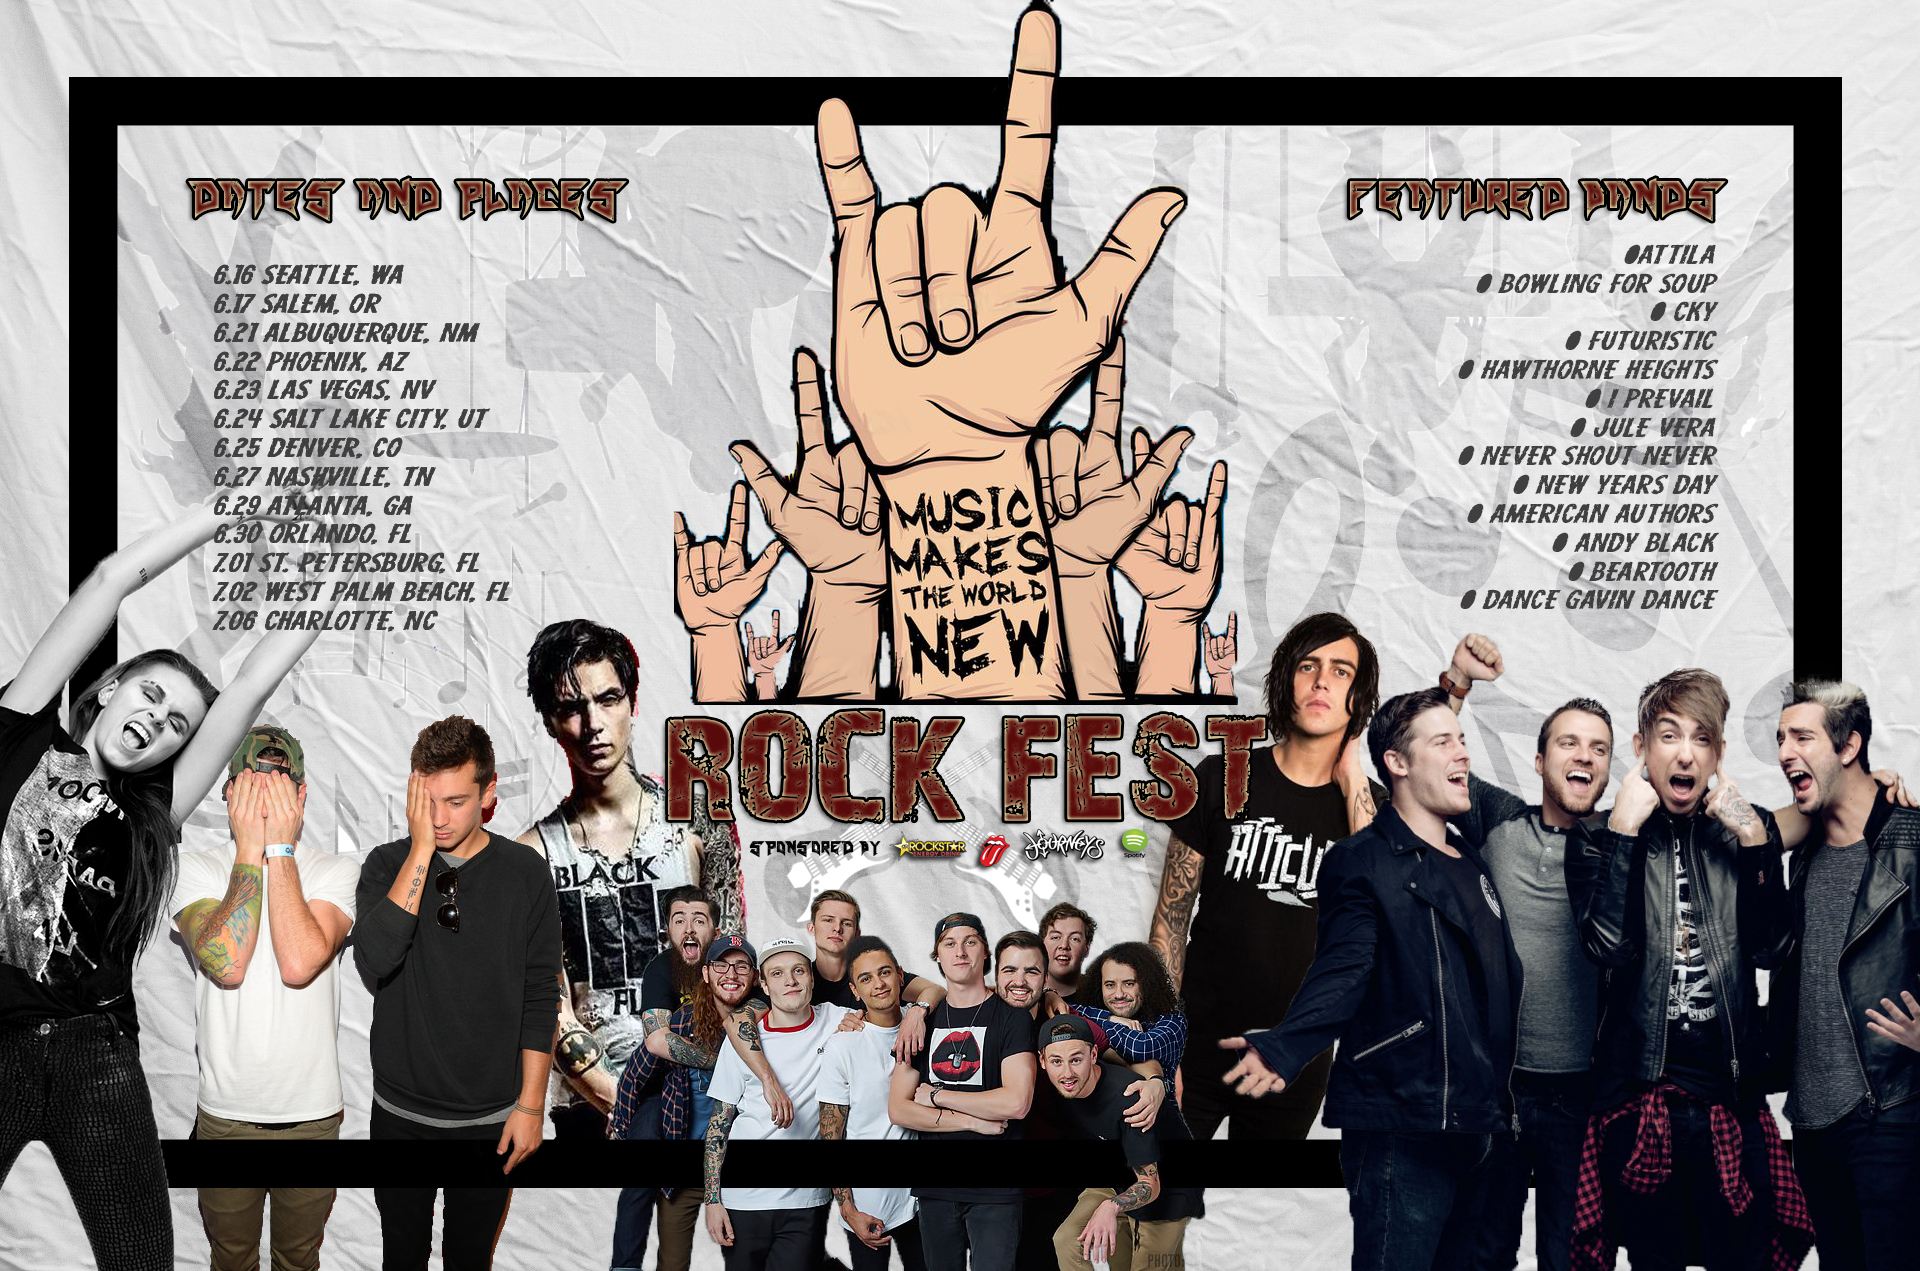 DATES AND PLACES
6.16 SEATTLE, WA
6.17 SALEM, OR
6.21 ALBUQUERQUE, NM
6.22 PHOENIX, AZ
6.23 LAS VEGAS, NV
6.24 SALT LAKE CITY, UT
6.25 DENVER, CO
6.27 NASHVILLE, TN
6.29 ATLANTA, GA
6.30 ORLANDO, FL
7.01 ST. PETERSBURG, FL
7.02 WEST PALM BEACH, FL
7.06 CHARLOTTE, NC
FEATURED BANDS
ATTILA
BOWLING FOR SOUP
CKY
FUTURISTIC
HAWTHORNE HEIGHTS
I PREVAIL
JULE VERA
NEVER SHOUT NEVER
NEW YEARS DAY
AMERICAN AUTHORS
ANDY BLACK
BEARTOOTH
DANCE GAVIN DANCE
MUSIC
MAKES
THE WORLD
NEW
ROCK FEST
SPONSORED BY ROCKSTAR ENERGY DRINK JOURNEYS Spotify
BLACK
FL
ATTICU
PHOTO